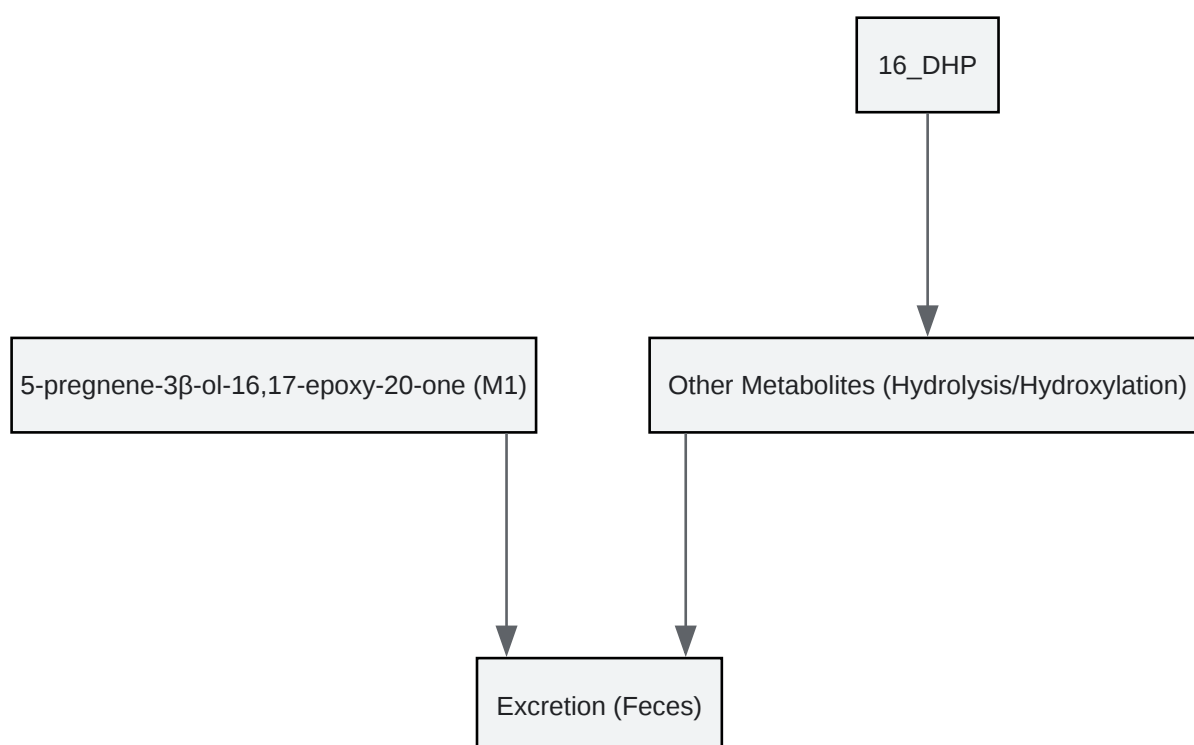 16_DHP
5-pregnene-3β-ol-16,17-epoxy-20-one (M1)
Other Metabolites (Hydrolysis/Hydroxylation)
Excretion (Feces)